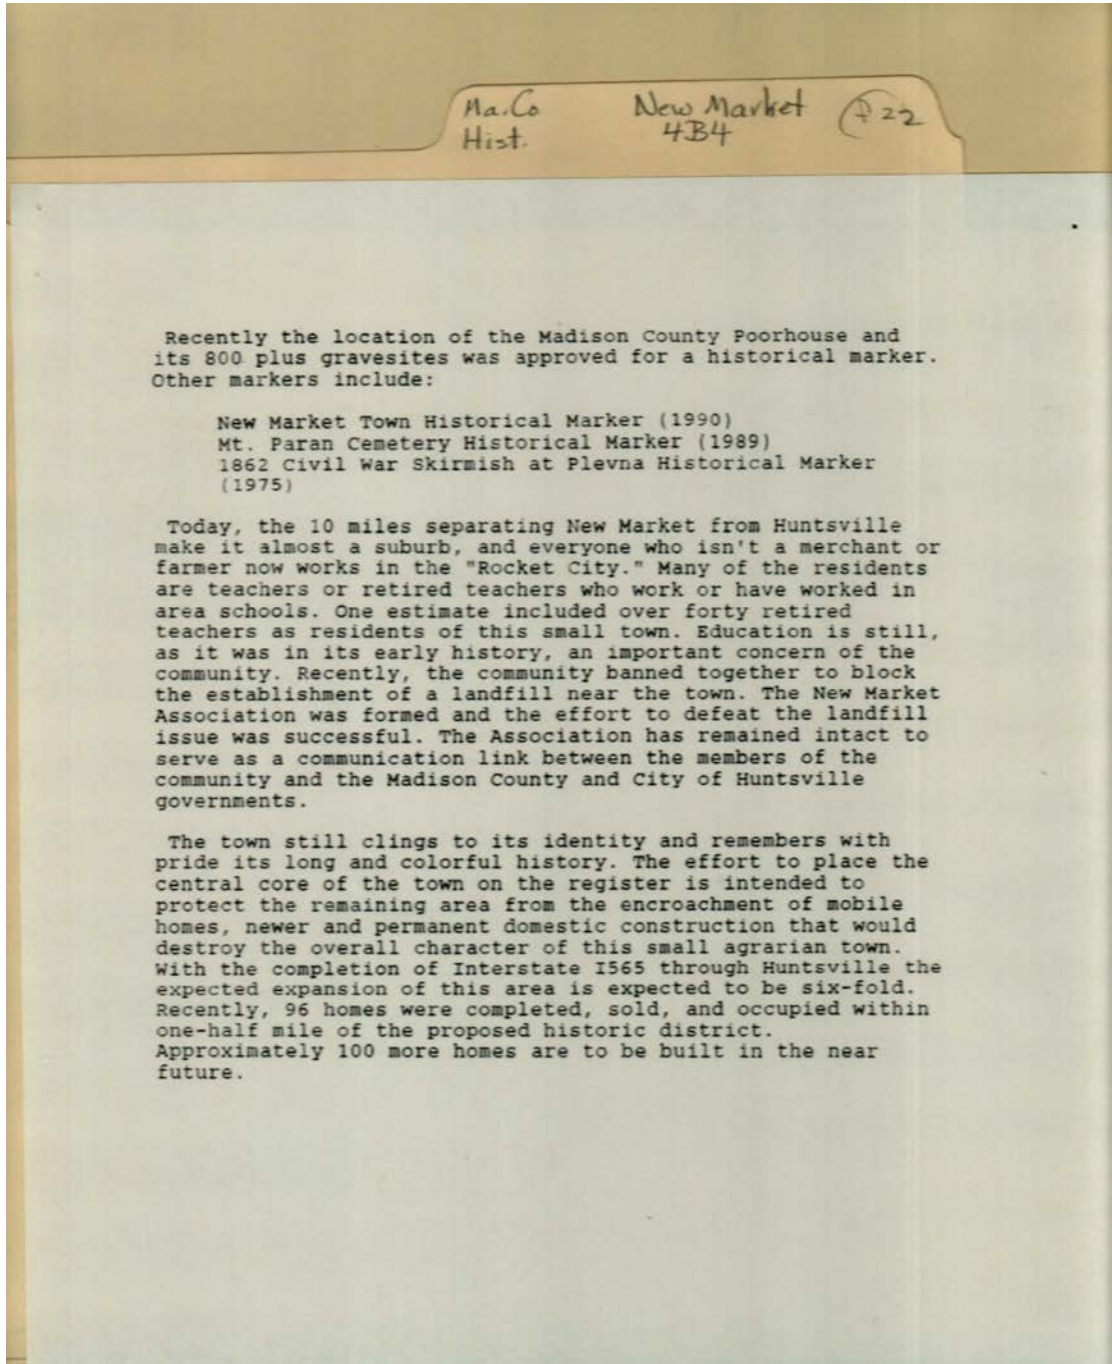 Ma.Co New Market P22
Hist. 4B4
Recently the location of the Madison County Poorhouse and
its 800 plus gravesites was approved for a historical marker.
Other markers include:
New Market Town Historical Marker (1990)
Mt. Paran Cemetery Historical Marker (1989)
1862 Civil War Skirmish at Plevna Historical Marker
(1975)
Today, the 10 miles separating New Market from Huntsville
make it almost a suburb, and everyone who isn't a merchant or
farmer now works in the "Rocket City." Many of the residents
are teachers or retired teachers who work or have worked in
area schools. One estimate included over forty retired
teachers as residents of this small town. Education is still,
as it was in its early history, an important concern of the
community. Recently, the community banned together to block
the establishment of a landfill near the town. The New Market
Association was formed and the effort to defeat the landfill
issue was successful. The Association has remained intact to
serve as a communication link between the members of the
community and the Madison County and City of Huntsville
governments.
The town still clings to its identity and remembers with
pride its long and colorful history. The effort to place the
central core of the town on the register is intended to
protect the remaining area from the encroachment of mobile
homes, newer and permanent domestic construction that would
destroy the overall character of this small agrarian town.
With the completion of Interstate I565 through Huntsville the
expected expansion of this area is expected to be six-fold.
Recently, 96 homes were completed, sold, and occupied within
one-half mile of the proposed historic district.
Approximately 100 more homes are to be built in the near
future.